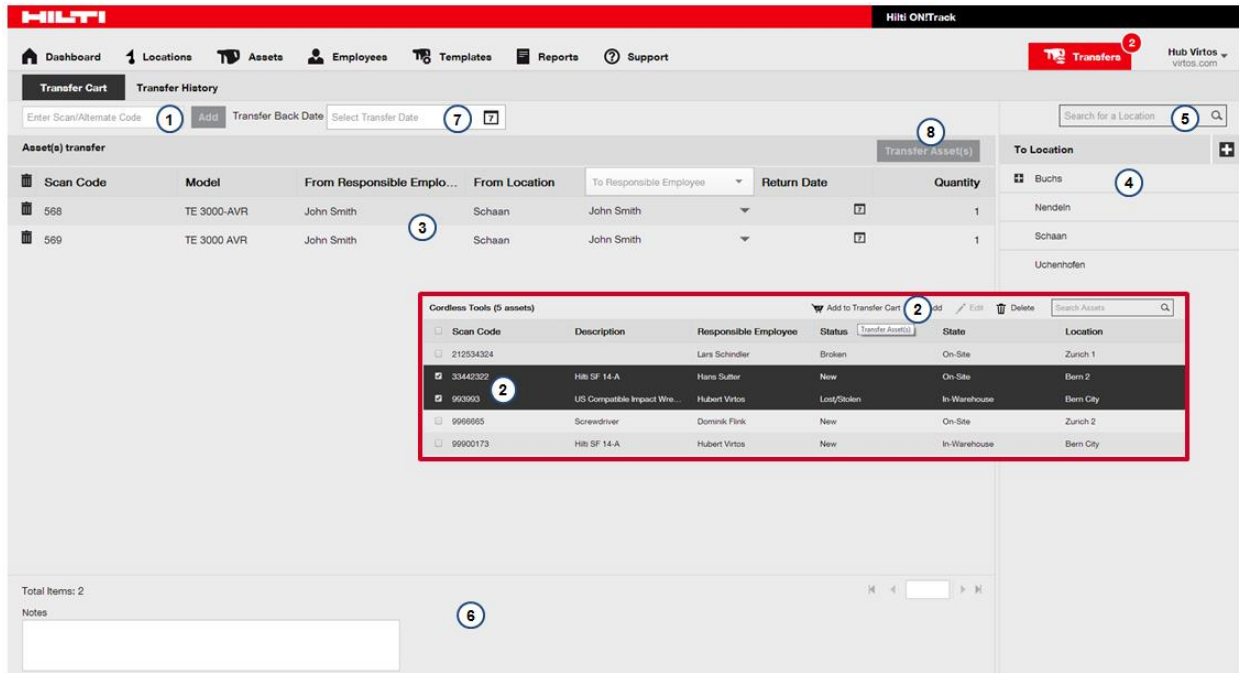 HILTI
Hilti ON!Track
Dashboard Locations Assets Employees Templates Reports Support Transfers 2 Hub Virtos
virtos.com
Transfer Cart Transfer History
Enter Scan/Alternate Code 1 Add Transfer Back Date Select Transfer Date 7 7
Search for a Location 5
8
Asset(s) transfer Transfer Asset(s) To Location
Scan Code Model From Responsible Emplo... From Location To Responsible Employee Return Date Quantity
568 TE 3000-AVR John Smith Schaan John Smith 7 1
3
569 TE 3000 AVR John Smith Schaan John Smith 7 1
Buchs 4
Nendeln
Schaan
Uchenhofen
Cordless Tools (5 assets) Add to Transfer Cart 2 dd Edit Delete Search Assets
Scan Code Description Responsible Employee Status Transfer Asset(s) State Location
212534324 Lars Schindler Broken On-Site Zurich 1
33442322 Hilti SF 14-A Hans Sutter New On-Site Bern 2
2
993993 US Compatible Impact Wre... Hubert Virtos Lost/Stolen In-Warehouse Bern City
9966665 Screwdriver Dominik Flink New On-Site Zurich 2
99900173 Hilti SF 14-A Hubert Virtos New In-Warehouse Bern City
Total Items: 2
Notes
6